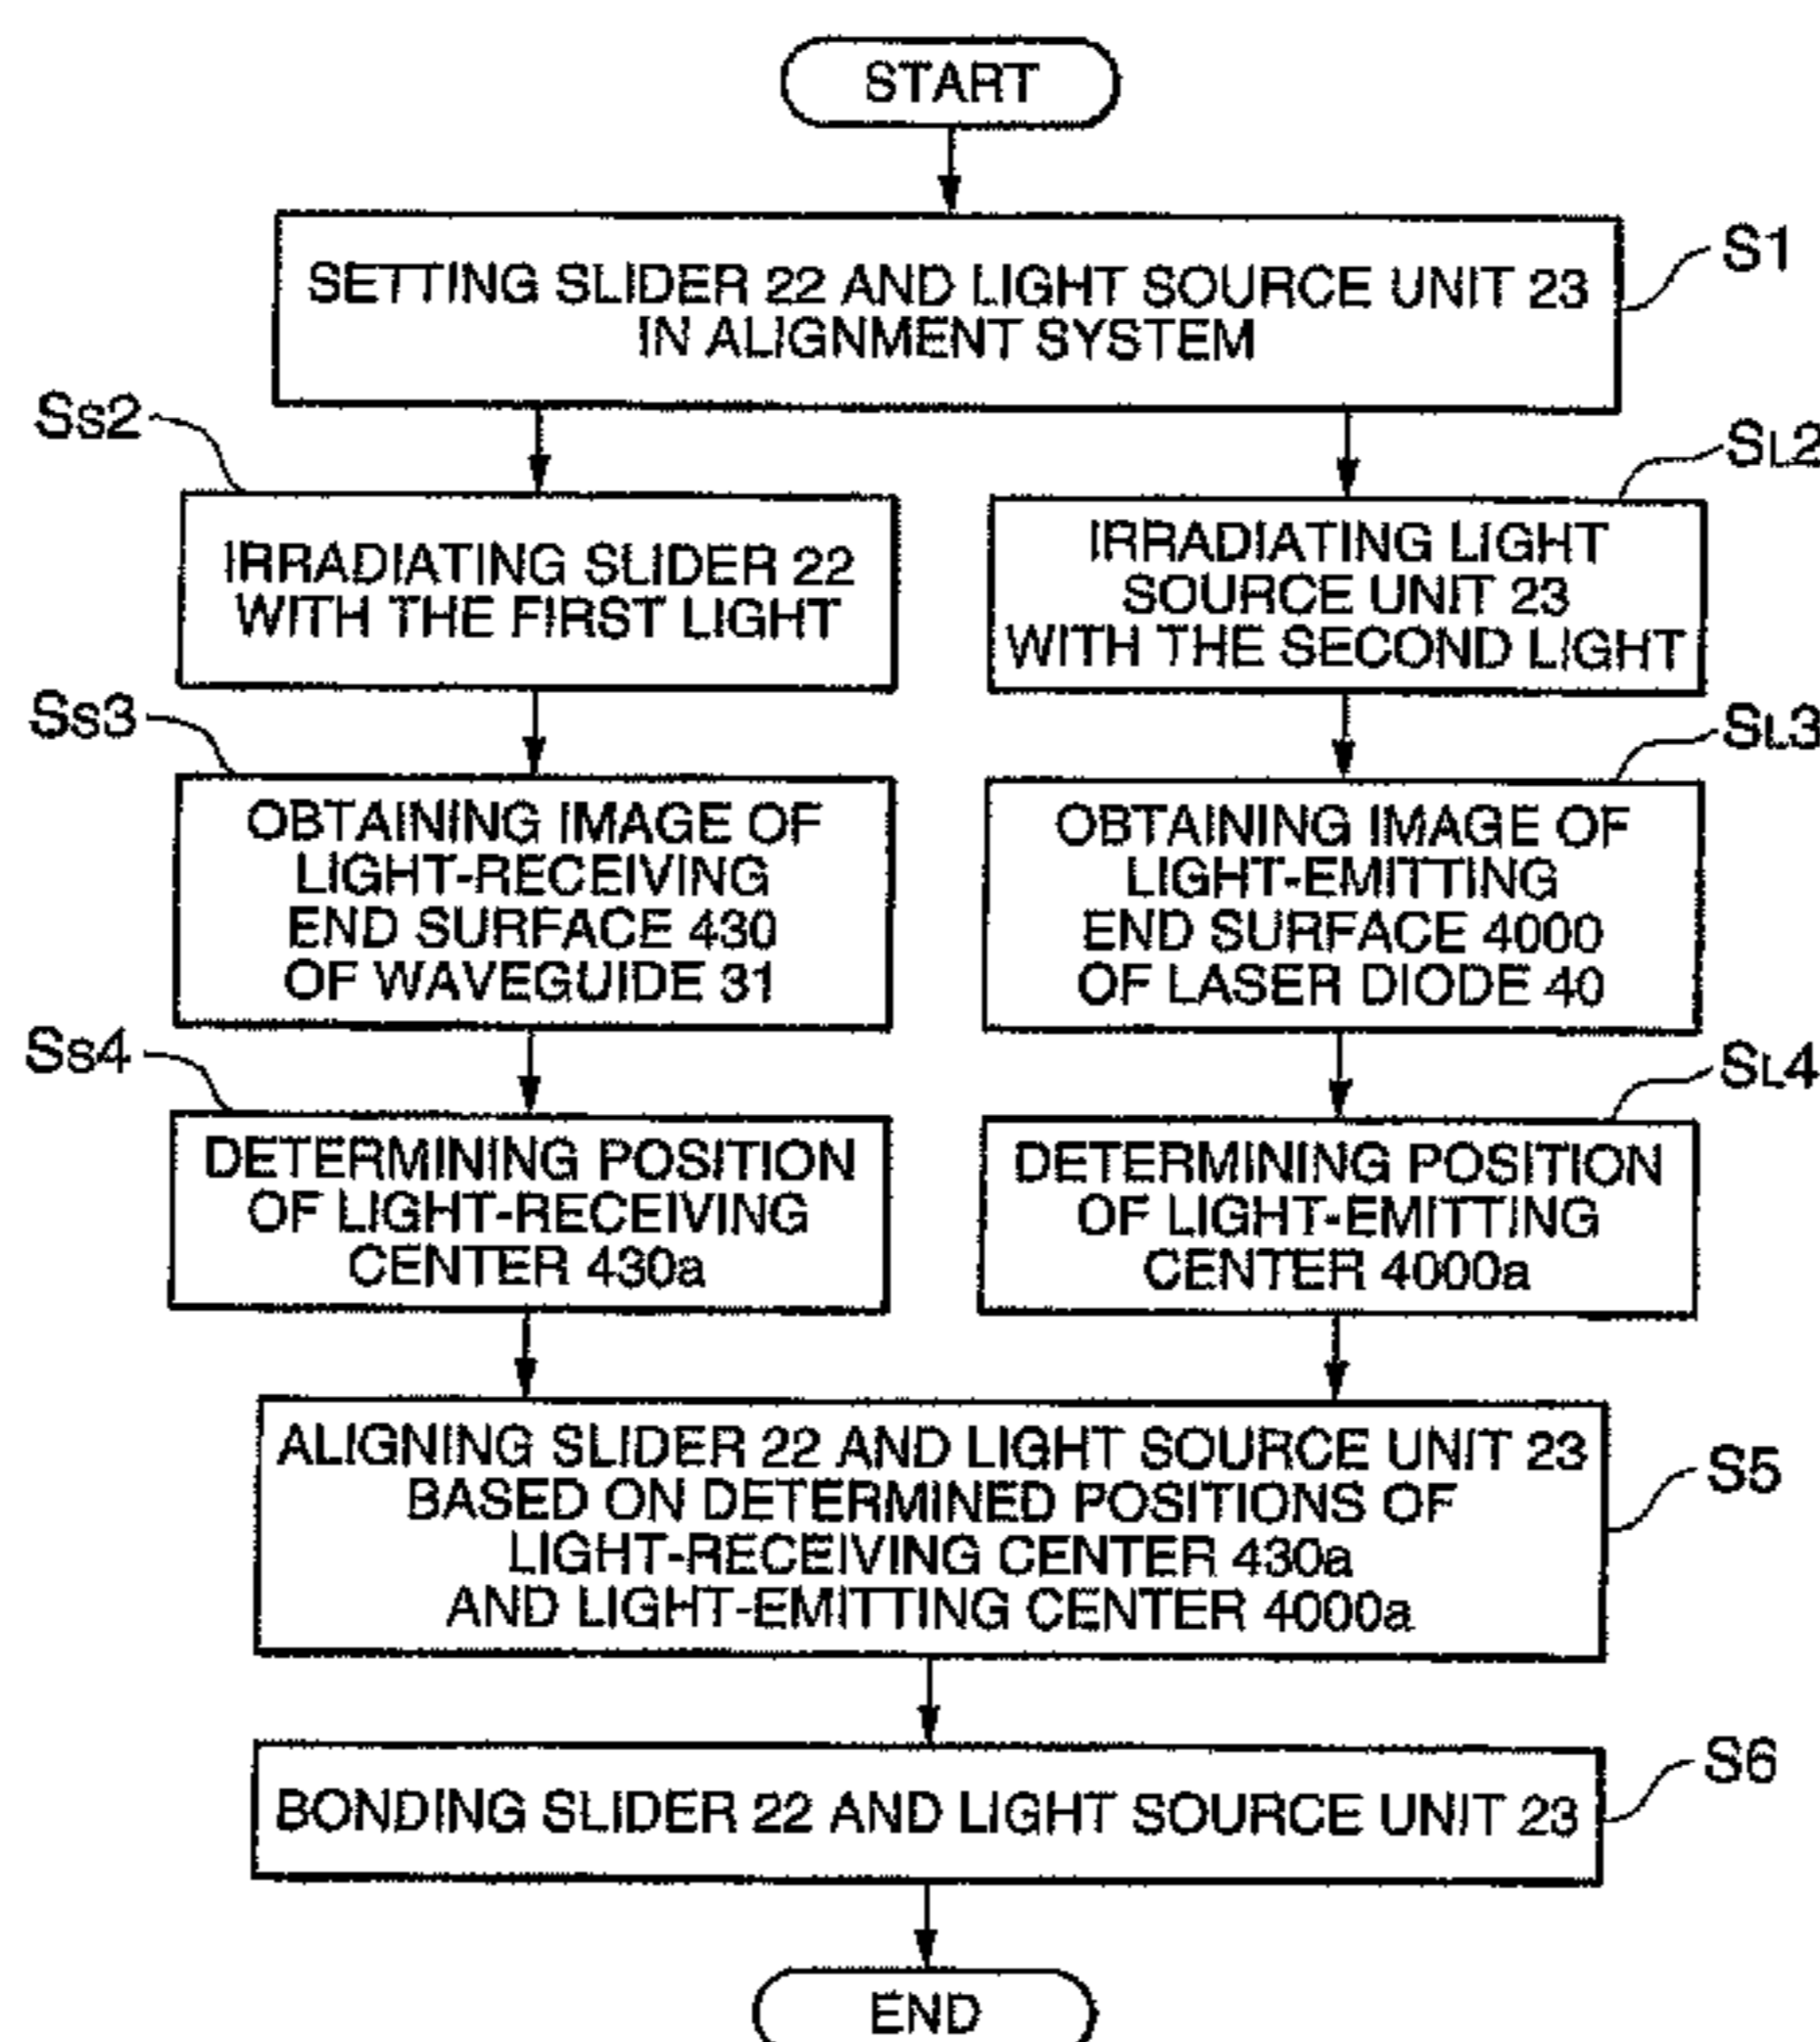 START
SETTING SLIDER 22 AND LIGHT SOURCE UNIT 23
IN ALIGNMENT SYSTEM
S1
SS2
IRRADIATING SLIDER 22
WITH THE FIRST LIGHT
SL2
IRRADIATING LIGHT
SOURCE UNIT 23
WITH THE SECOND LIGHT
SS3
OBTAINING IMAGE OF
LIGHT-RECEIVING
END SURFACE 430
OF WAVEGUIDE 31
SL3
OBTAINING IMAGE OF
LIGHT-EMITTING
END SURFACE 4000
OF LASER DIODE 40
SS4
DETERMINING POSITION
OF LIGHT-RECEIVING
CENTER 430a
SL4
DETERMINING POSITION
OF LIGHT-EMITTING
CENTER 4000a
ALIGNING SLIDER 22 AND LIGHT SOURCE UNIT 23
BASED ON DETERMINED POSITIONS OF
LIGHT-RECEIVING CENTER 430a
AND LIGHT-EMITTING CENTER 4000a
S5
BONDING SLIDER 22 AND LIGHT SOURCE UNIT 23
S6
END